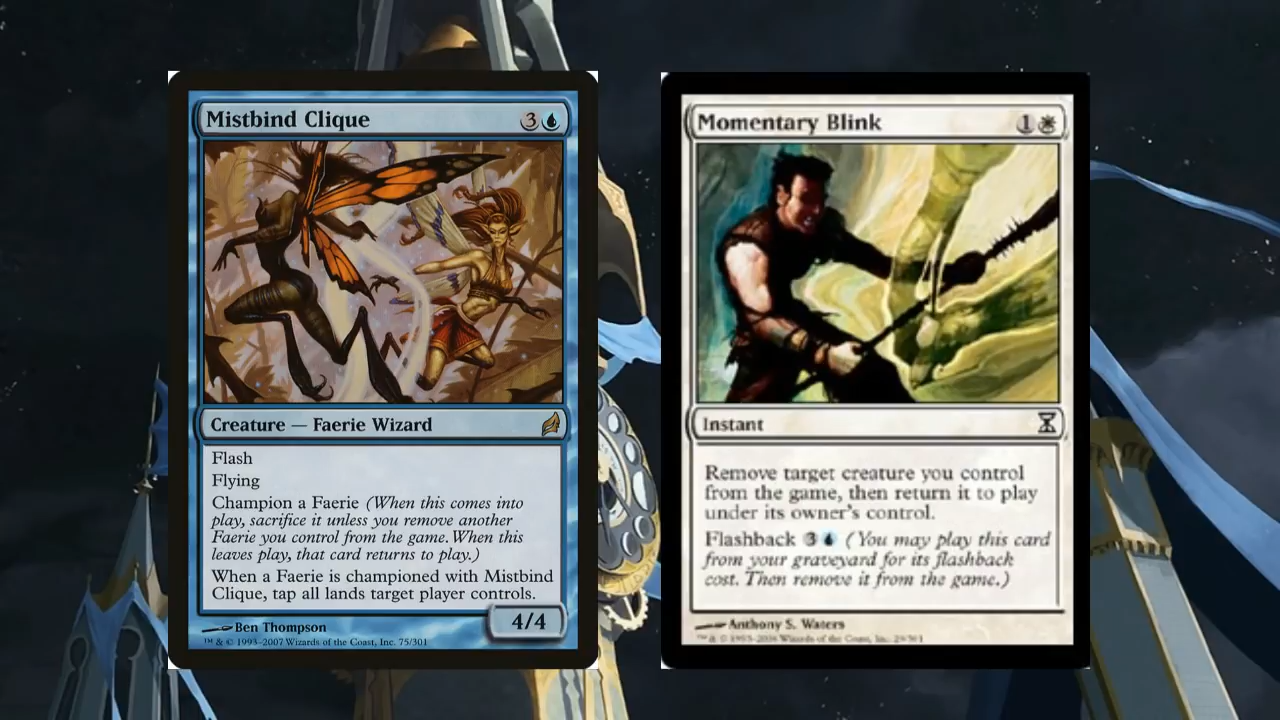 Mistbind Clique 3
Creature — Faerie Wizard
Flash
Flying
Champion a Faerie (When this comes into
play, sacrifice it unless you remove another
Faerie you control from the game. When this
leaves play, that card returns to play.)
When a Faerie is championed with Mistbind
Clique, tap all lands target player controls.
4/4
Ben Thompson
™ & © 1993–2007 Wizards of the Coast, Inc. 75/301
Momentary Blink 1
Instant
Remove target creature you control
from the game, then return it to play
under its owner's control.
Flashback 3 (You may play this card
from your graveyard for its flashback
cost. Then remove it from the game.)
Anthony S. Waters
™ & © 1993–2006 Wizards of the Coast, Inc.